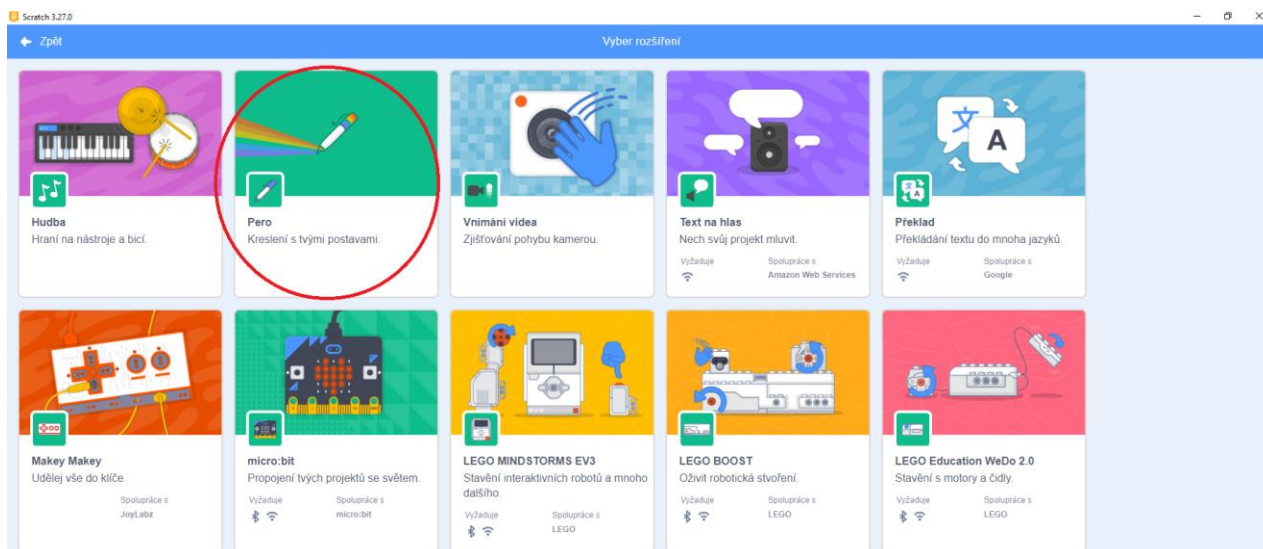 Scratch 3.27.0
Zpět
Vyber rozšíření
Hudba
Hraní na nástroje a bicí.
Pero
Kreslení s tvými postavami.
Vnímání videa
Zjišťování pohybu kamerou.
Text na hlas
Nech svůj projekt mluvit.
Vyžaduje
Spolupráce s
Amazon Web Services
Překlad
Překládání textu do mnoha jazyků.
Vyžaduje
Spolupráce s
Google
文
A
Makey Makey
Udělej vše do klíče.
Spolupráce s
JoyLabz
micro:bit
Propojení tvých projektů se světem.
Vyžaduje
Spolupráce s
micro:bit
LEGO MINDSTORMS EV3
Stavění interaktivních robotů a mnoho
dalšího.
Vyžaduje
Spolupráce s
LEGO
LEGO BOOST
Oživit robotická stvoření.
Vyžaduje
Spolupráce s
LEGO
LEGO Education WeDo 2.0
Stavění s motory a čidly.
Vyžaduje
Spolupráce s
LEGO